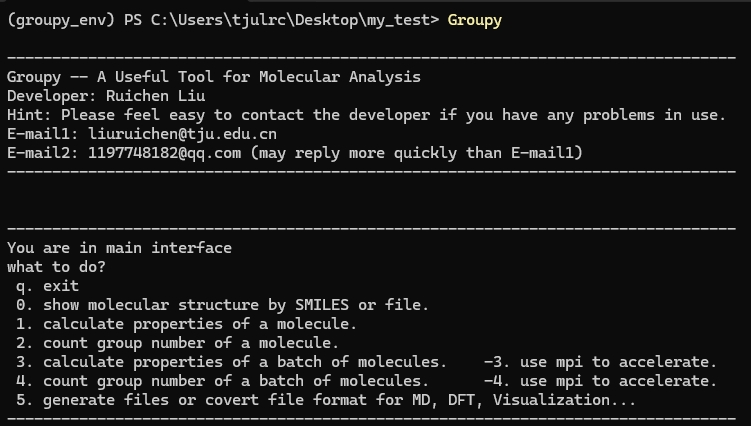 (groupy_env) PS C:\Users\tjulrc\Desktop\my_test> Groupy
Groupy -- A Useful Tool for Molecular Analysis
Developer: Ruichen Liu
Hint: Please feel easy to contact the developer if you have any problems in use.
E-mail1: liuruichen@tju.edu.cn
E-mail2: 1197748182@qq.com (may reply more quickly than E-mail1)
You are in main interface
what to do?
q. exit
0. show molecular structure by SMILES or file.
1. calculate properties of a molecule.
2. count group number of a molecule.
3. calculate properties of a batch of molecules.    -3. use mpi to accelerate.
4. count group number of a batch of molecules.      -4. use mpi to accelerate.
5. generate files or covert file format for MD, DFT, Visualization...